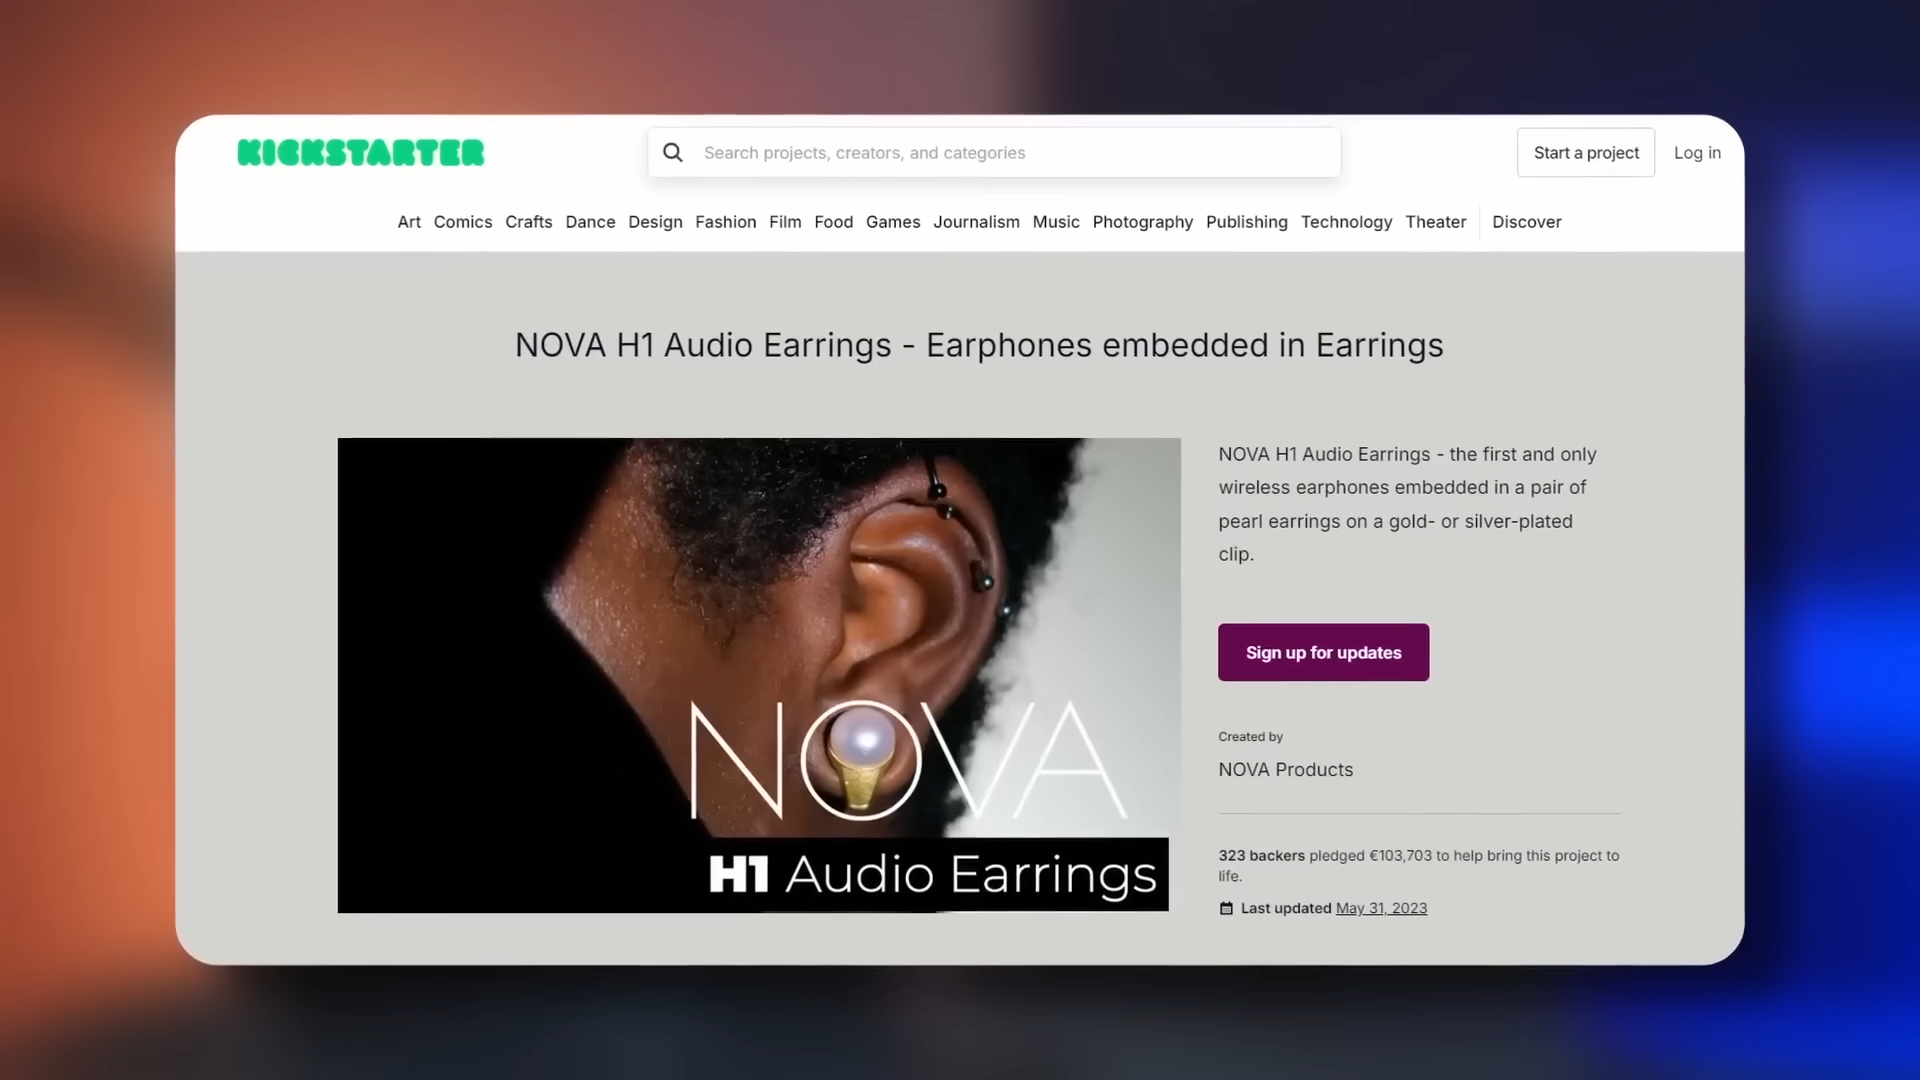 KICKSTARTER
Search projects, creators, and categories
Start a project
Log in
Art Comics Crafts Dance Design Fashion Film Food Games Journalism Music Photography Publishing Technology Theater Discover
NOVA H1 Audio Earrings - Earphones embedded in Earrings
NOVA
H1 Audio Earrings
NOVA H1 Audio Earrings - the first and only
wireless earphones embedded in a pair of
pearl earrings on a gold- or silver-plated
clip.
Sign up for updates
Created by
NOVA Products
323 backers pledged €103,703 to help bring this project to
life.
Last updated May 31, 2023